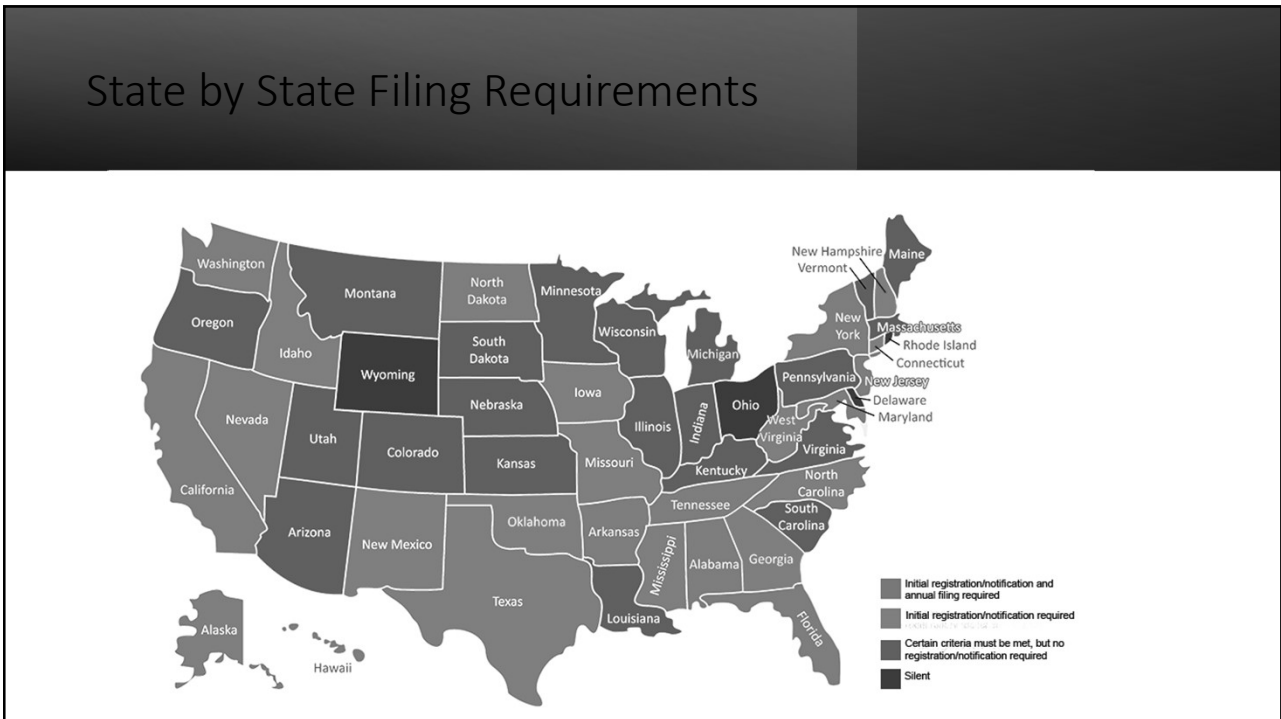 State by State Filing Requirements
Washington
Montana
North
Dakota
Minnesota
New Hampshire
Vermont
Maine
Oregon
Idaho
Wyoming
South
Dakota
Wisconsin
Michigan
New
York
Massachusetts
Rhode Island
Connecticut
Nevada
Utah
Colorado
Nebraska
Iowa
Illinois
Indiana
Ohio
Pennsylvania
New Jersey
Delaware
Maryland
West
Virginia
Virginia
California
Kansas
Missouri
Kentucky
North
Carolina
Arizona
New Mexico
Oklahoma
Arkansas
Tennessee
South
Carolina
Texas
Louisiana
Mississippi
Alabama
Georgia
Florida
Alaska
Hawaii
Initial registration/notification and
annual filing required
Initial registration/notification required
Certain criteria must be met, but no
registration/notification required
Silent